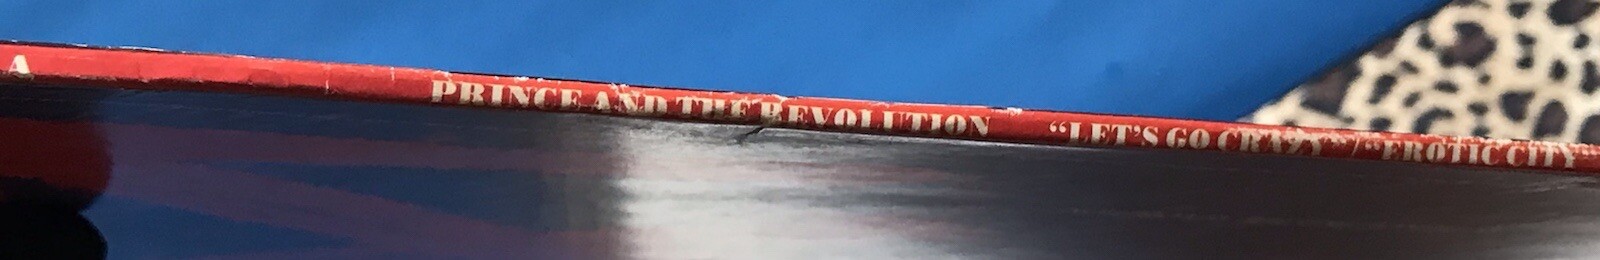 A PRINCE AND THE REVOLUTION "LET'S GO CRAZY"/"EROTIC CITY"